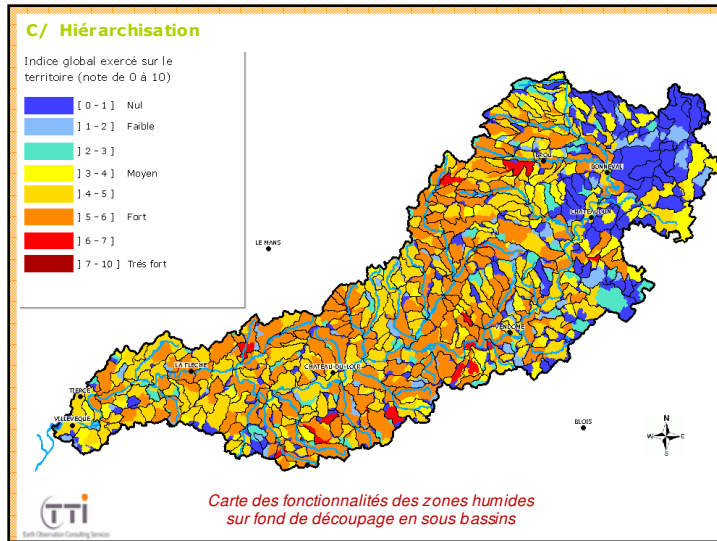 C/ Hiérarchisation
Indice global exercé sur le
territoire (note de 0 à 10)
[ 0 - 1 ] Nul
] 1 - 2 ] Faible
] 2 - 3 ]
] 3 - 4 ] Moyen
] 4 - 5 ]
] 5 - 6 ] Fort
] 6 - 7 ]
] 7 - 10 ] Trés fort
BROU
BONNEVAL
CHATEAUDUN
LE MANS
VENDOME
LA FLECHE
CHATEAU-DU-LOIR
TIERCE
VILLEVEQUE
BLOIS
N
W E
S
TTI
Earth Observation Consulting Services
Carte des fonctionnalités des zones humides
sur fond de découpage en sous bassins